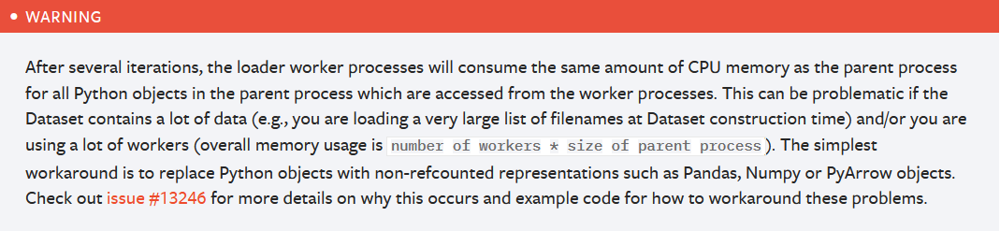 WARNING
After several iterations, the loader worker processes will consume the same amount of CPU memory as the parent process
for all Python objects in the parent process which are accessed from the worker processes. This can be problematic if the
Dataset contains a lot of data (e.g., you are loading a very large list of filenames at Dataset construction time) and/or you are
using a lot of workers (overall memory usage is number of workers * size of parent process). The simplest
workaround is to replace Python objects with non-refcounted representations such as Pandas, Numpy or PyArrow objects.
Check out issue #13246 for more details on why this occurs and example code for how to workaround these problems.